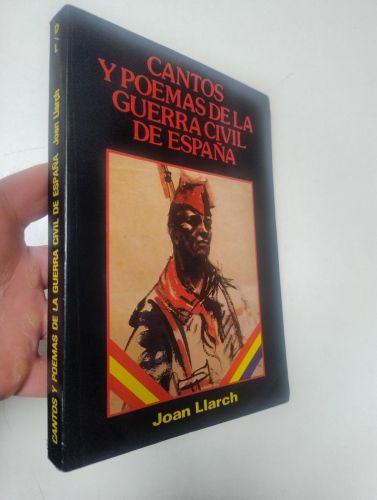 CANTOS
Y POEMAS DE LA
GUERRA CIVIL
DE ESPAÑA
Joan Llarch
CANTOS Y POEMAS DE LA GUERRA CIVIL DE ESPAÑA Joan Llarch